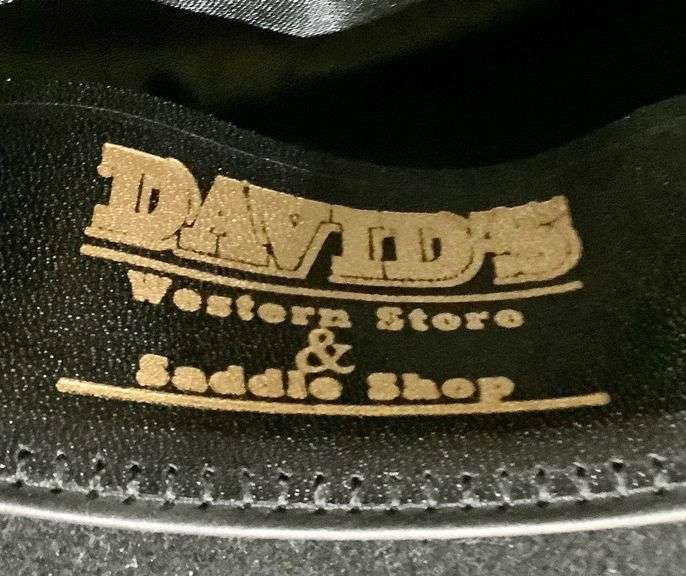 DAVID'S
Western Store
&
Saddle Shop